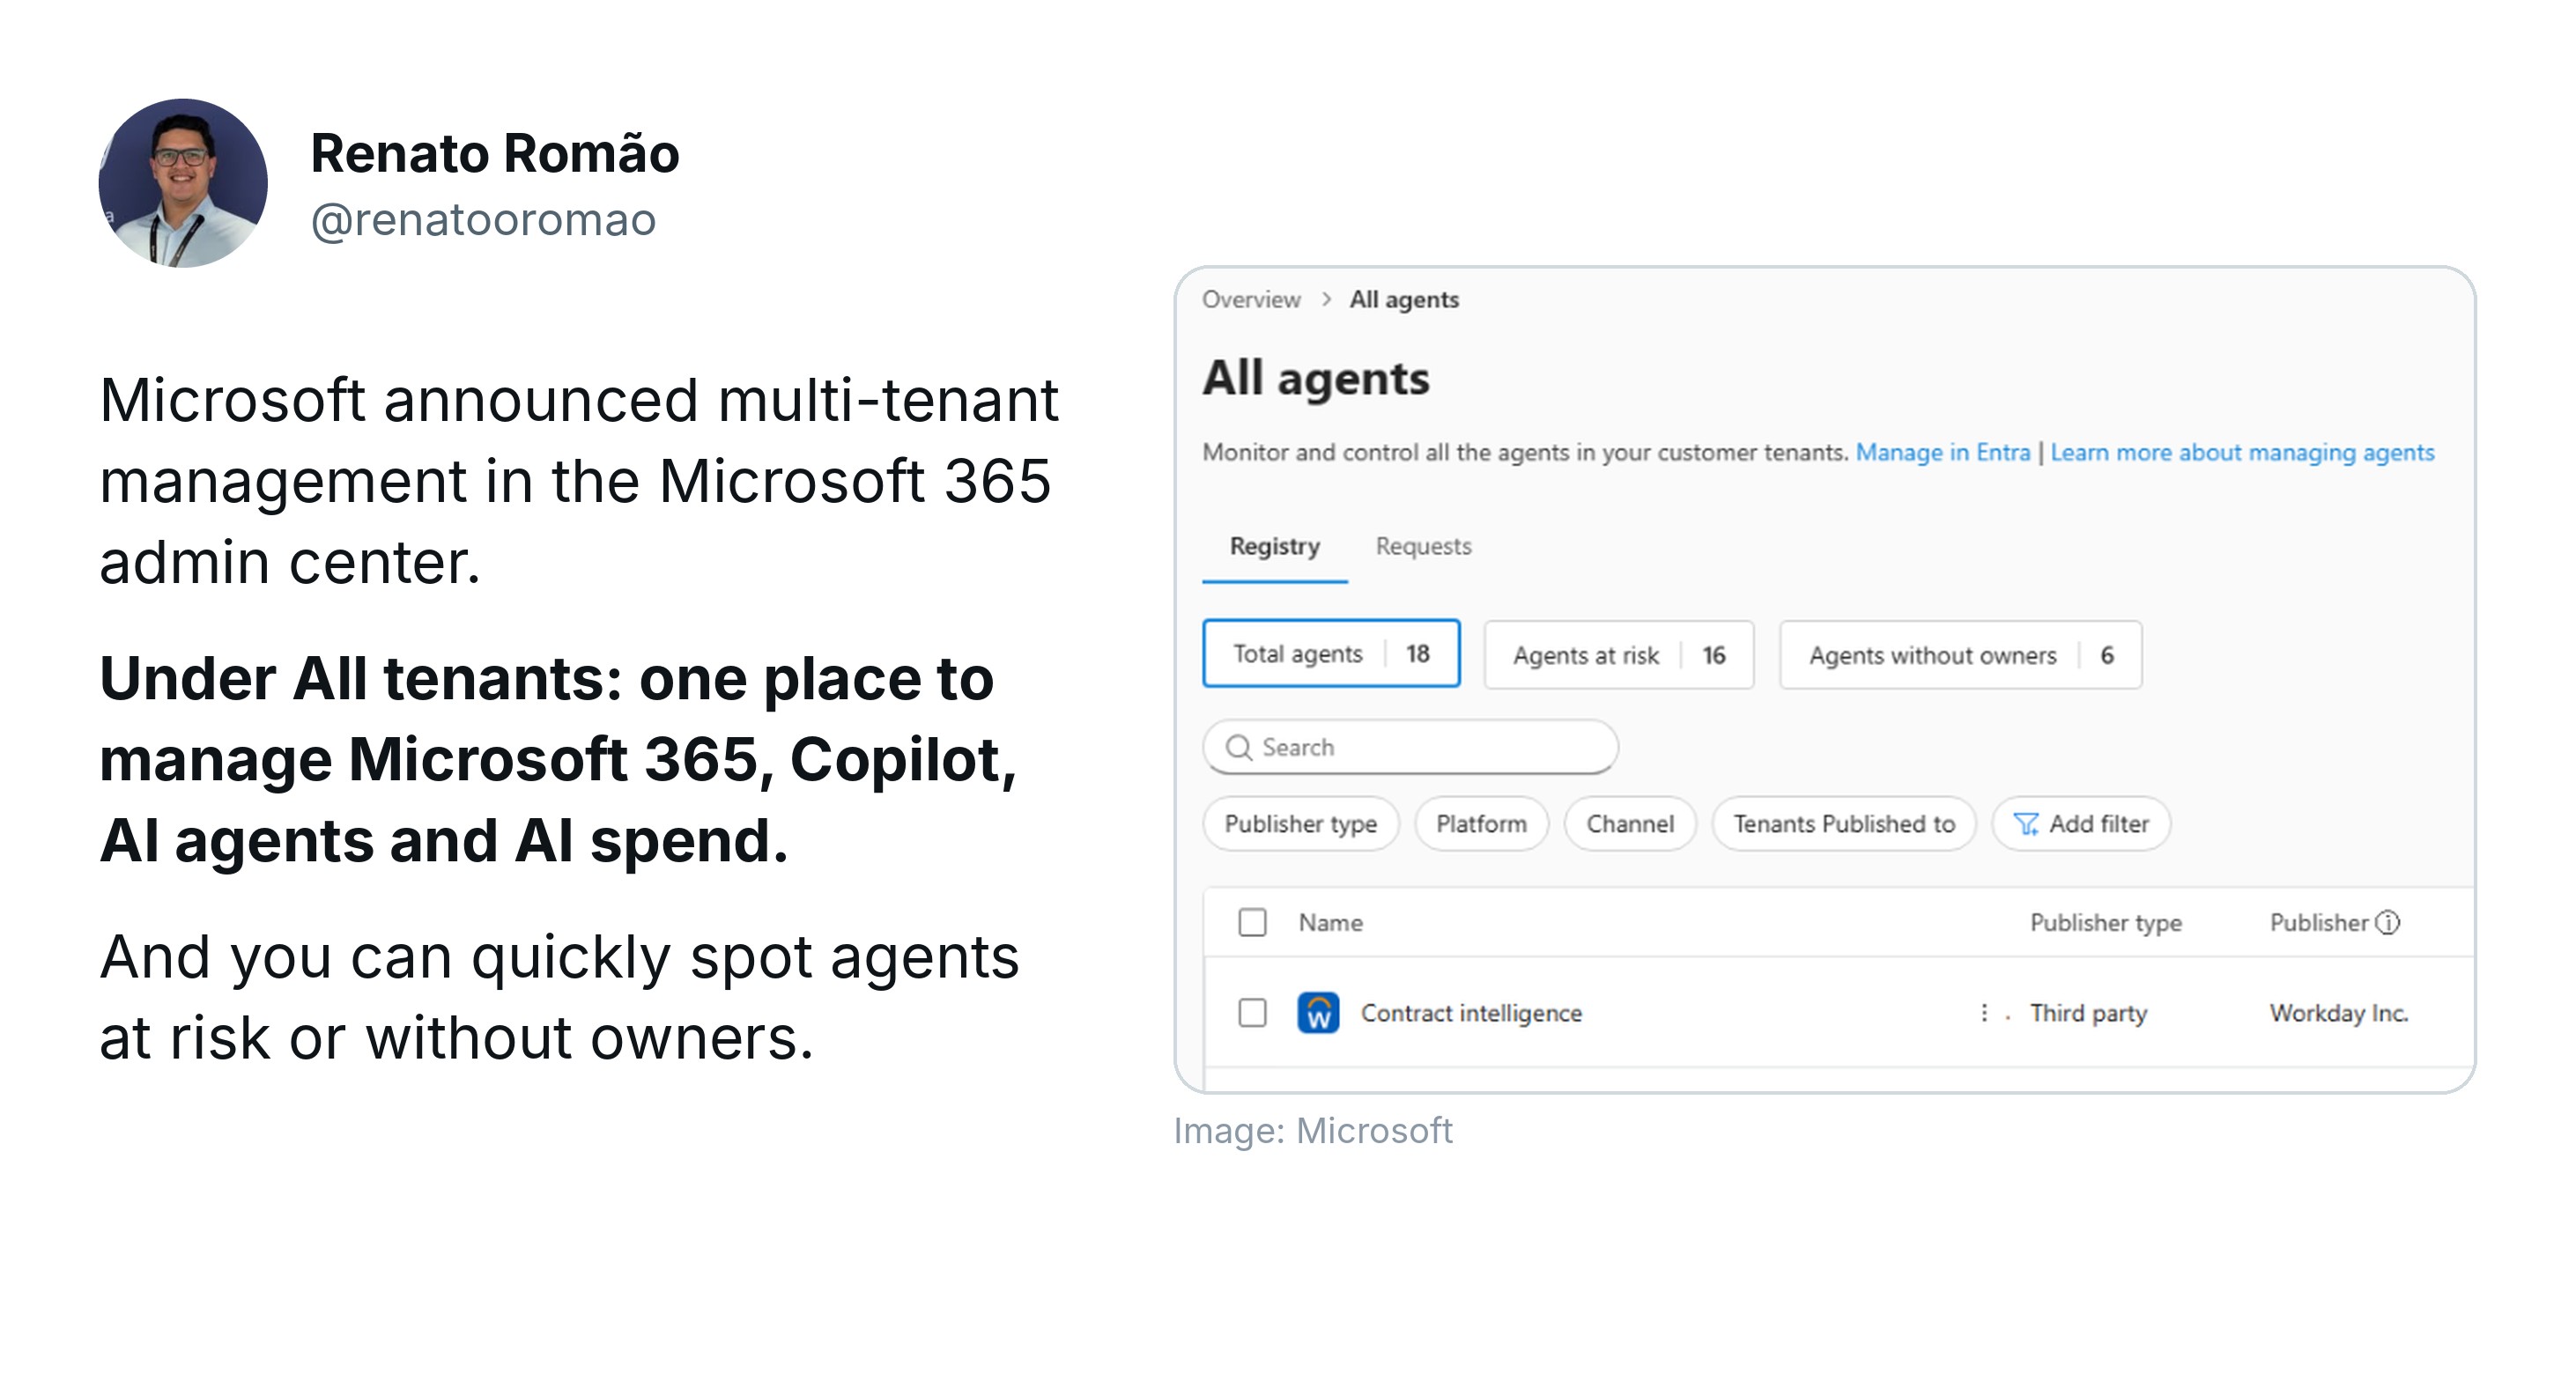 Renato Romão
@renatooromao
Microsoft announced multi-tenant
management in the Microsoft 365
admin center.
Under All tenants: one place to
manage Microsoft 365, Copilot,
AI agents and AI spend.
And you can quickly spot agents
at risk or without owners.
Overview > All agents
All agents
Monitor and control all the agents in your customer tenants. Manage in Entra | Learn more about managing agents
Registry Requests
Total agents | 18 Agents at risk | 16 Agents without owners | 6
Search
Publisher type Platform Channel Tenants Published to Add filter
Name Publisher type Publisher
W Contract intelligence Third party Workday Inc.
Image: Microsoft